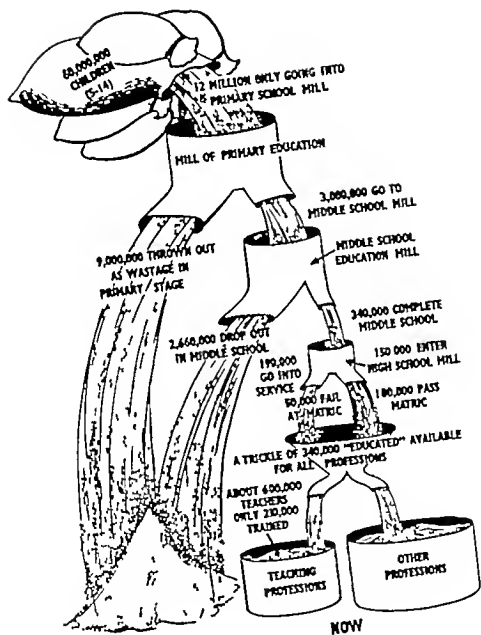 60,000,000
CHILDREN
(5-14)
12 MILLION ONLY GOING INTO
PRIMARY SCHOOL MILL
MILL OF PRIMARY EDUCATION
3,000,000 GO TO
MIDDLE SCHOOL MILL
MIDDLE SCHOOL
EDUCATION MILL
9,000,000 THROWN OUT
AS WASTAGE IN
PRIMARY STAGE
340,000 COMPLETE
MIDDLE SCHOOL
2,660,000 DROP OUT
IN MIDDLE SCHOOL
190,000
GO INTO
SERVICE
150 000 ENTER
HIGH SCHOOL MILL
50,000 FAIL
AT MATRIC
100,000 PASS
MATRIC
A TRICKLE OF 340,000 "EDUCATED" AVAILABLE
FOR ALL PROFESSIONS
ABOUT 600,000
TEACHERS
ONLY 230,000
TRAINED
TEACHING
PROFESSIONS
OTHER
PROFESSIONS
NOW